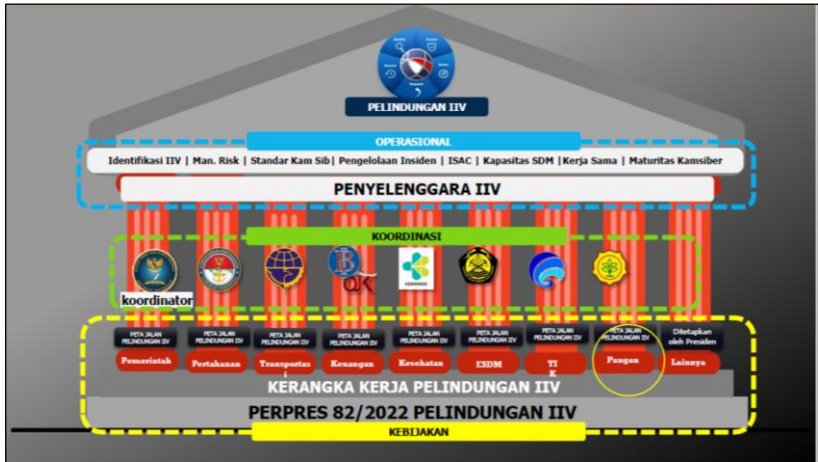 PELINDUNGAN IIV
OPERASIONAL
Identifikasi IIV | Man. Risk | Standar Kam Sib| Pengelolaan Insiden | ISAC | Kapasitas SDM |Kerja Sama | Maturitas Kamsiber
PENYELENGGARA IIV
KOORDINASI
BI
OJK
KEMENKES
koordinator
PETA JALAN
PELINDUNGAN IIV
PETA JALAN
PELINDUNGAN IIV
PETA JALAN
PELINDUNGAN IIV
PETA JALAN
PELINDUNGAN IIV
PETA JALAN
PELINDUNGAN IIV
PETA JALAN
PELINDUNGAN IIV
PETA JALAN
PELINDUNGAN IIV
PETA JALAN
PELINDUNGAN IIV
Ditetapkan
oleh Presiden
Pemerintah
Pertahanan
Transportas
i
Keuangan
Kesehatan
ESDM
TI
K
Pangan
Lainnya
KERANGKA KERJA PELINDUNGAN IIV
PERPRES 82/2022 PELINDUNGAN IIV
KEBIJAKAN